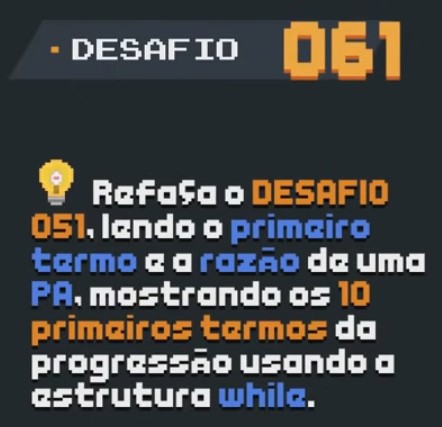 DESAFIO 061
Refaça o DESAFIO
051, lendo o primeiro
termo e a razão de uma
PA, mostrando os 10
primeiros termos da
progressão usando a
estrutura while.